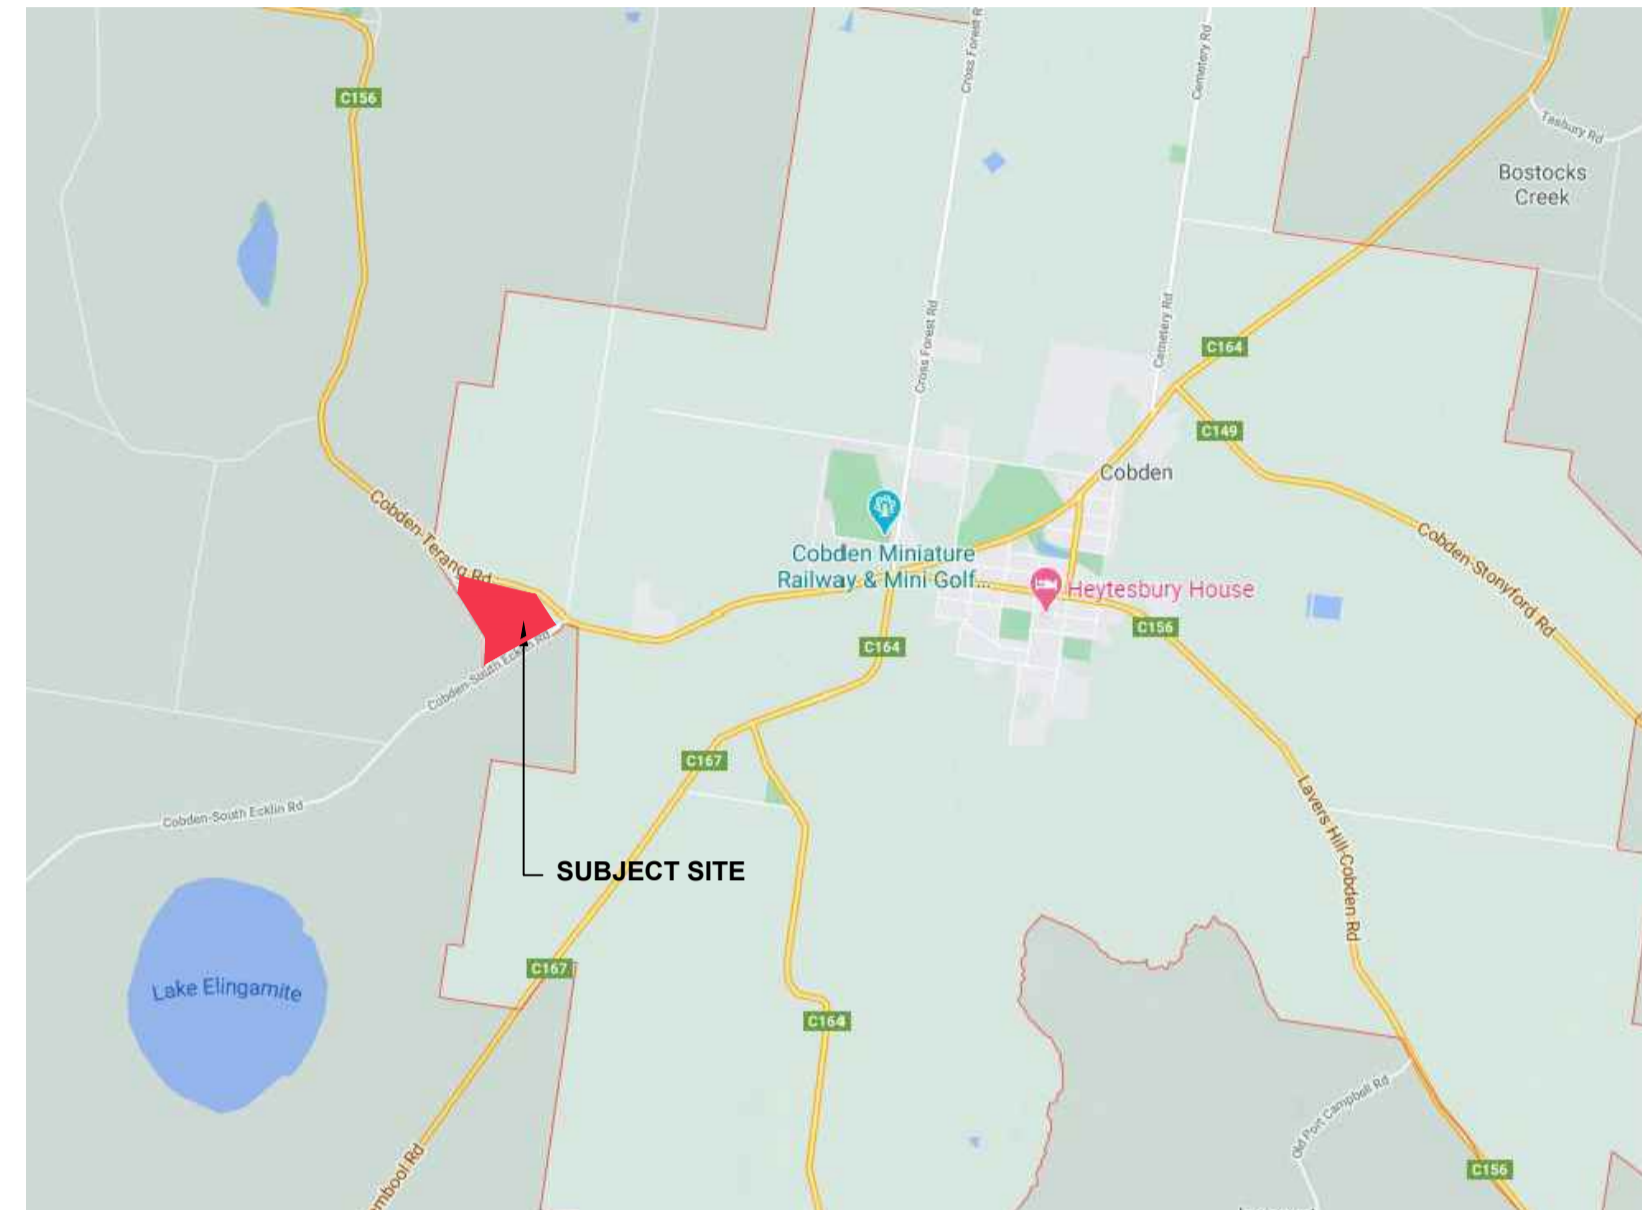 Cross Forest R
Cemetery Rd
C156
Tasbury Rd
Bostocks
Creek
Cross Forest Rd
Cemetery Rd
C164
C149
Cobden
Cobden-Terang Rd
Cobden-Stonyford Rd
Cobden Miniature
Railway & Mini Golf...
Heytesbury House
C156
C164
Cobden-South Ecklin Rd
C167
Cobden-South Ecklin Rd
Lavers Hill-Cobden Rd
SUBJECT SITE
C167
Lake Elingamite
C164
Old Port Campbell Rd
mbool Rd
C156